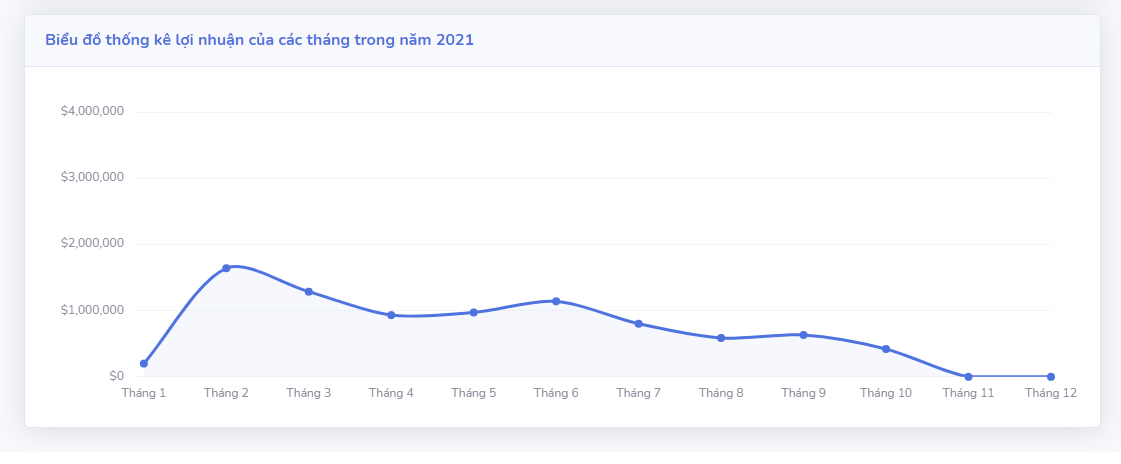 Biểu đồ thống kê lợi nhuận của các tháng trong năm 2021
$4,000,000
$3,000,000
$2,000,000
$1,000,000
$0
Tháng 1 Tháng 2 Tháng 3 Tháng 4 Tháng 5 Tháng 6 Tháng 7 Tháng 8 Tháng 9 Tháng 10 Tháng 11 Tháng 12